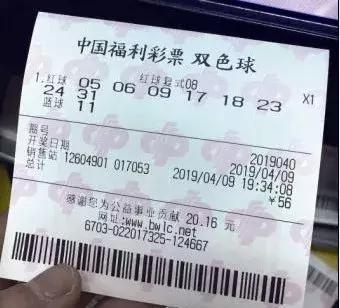 中国福利彩票 双色球
红球复式08
1.红球 05 06 09 17 18 23 X1
24 31
蓝球 11
期号 2019040
开奖日期 2019/04/09
销售站 12604901 017053 2019/04/09 19:34:08
总计 ¥56
感谢您为公益事业贡献 20.16 元
网址:www.bwlc.net
6703-022017325-124667